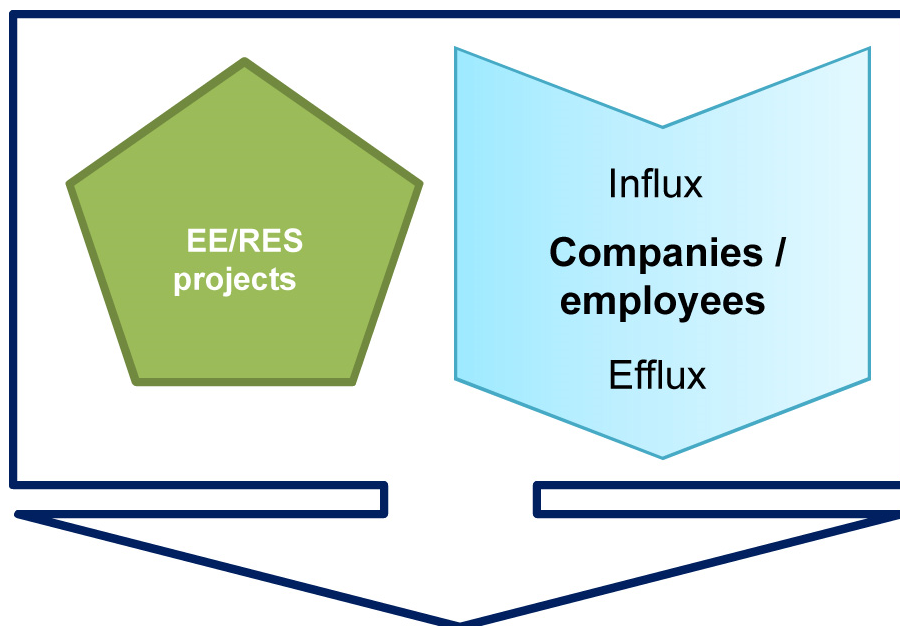 EE/RES
projects
Influx
Companies /
employees
Efflux